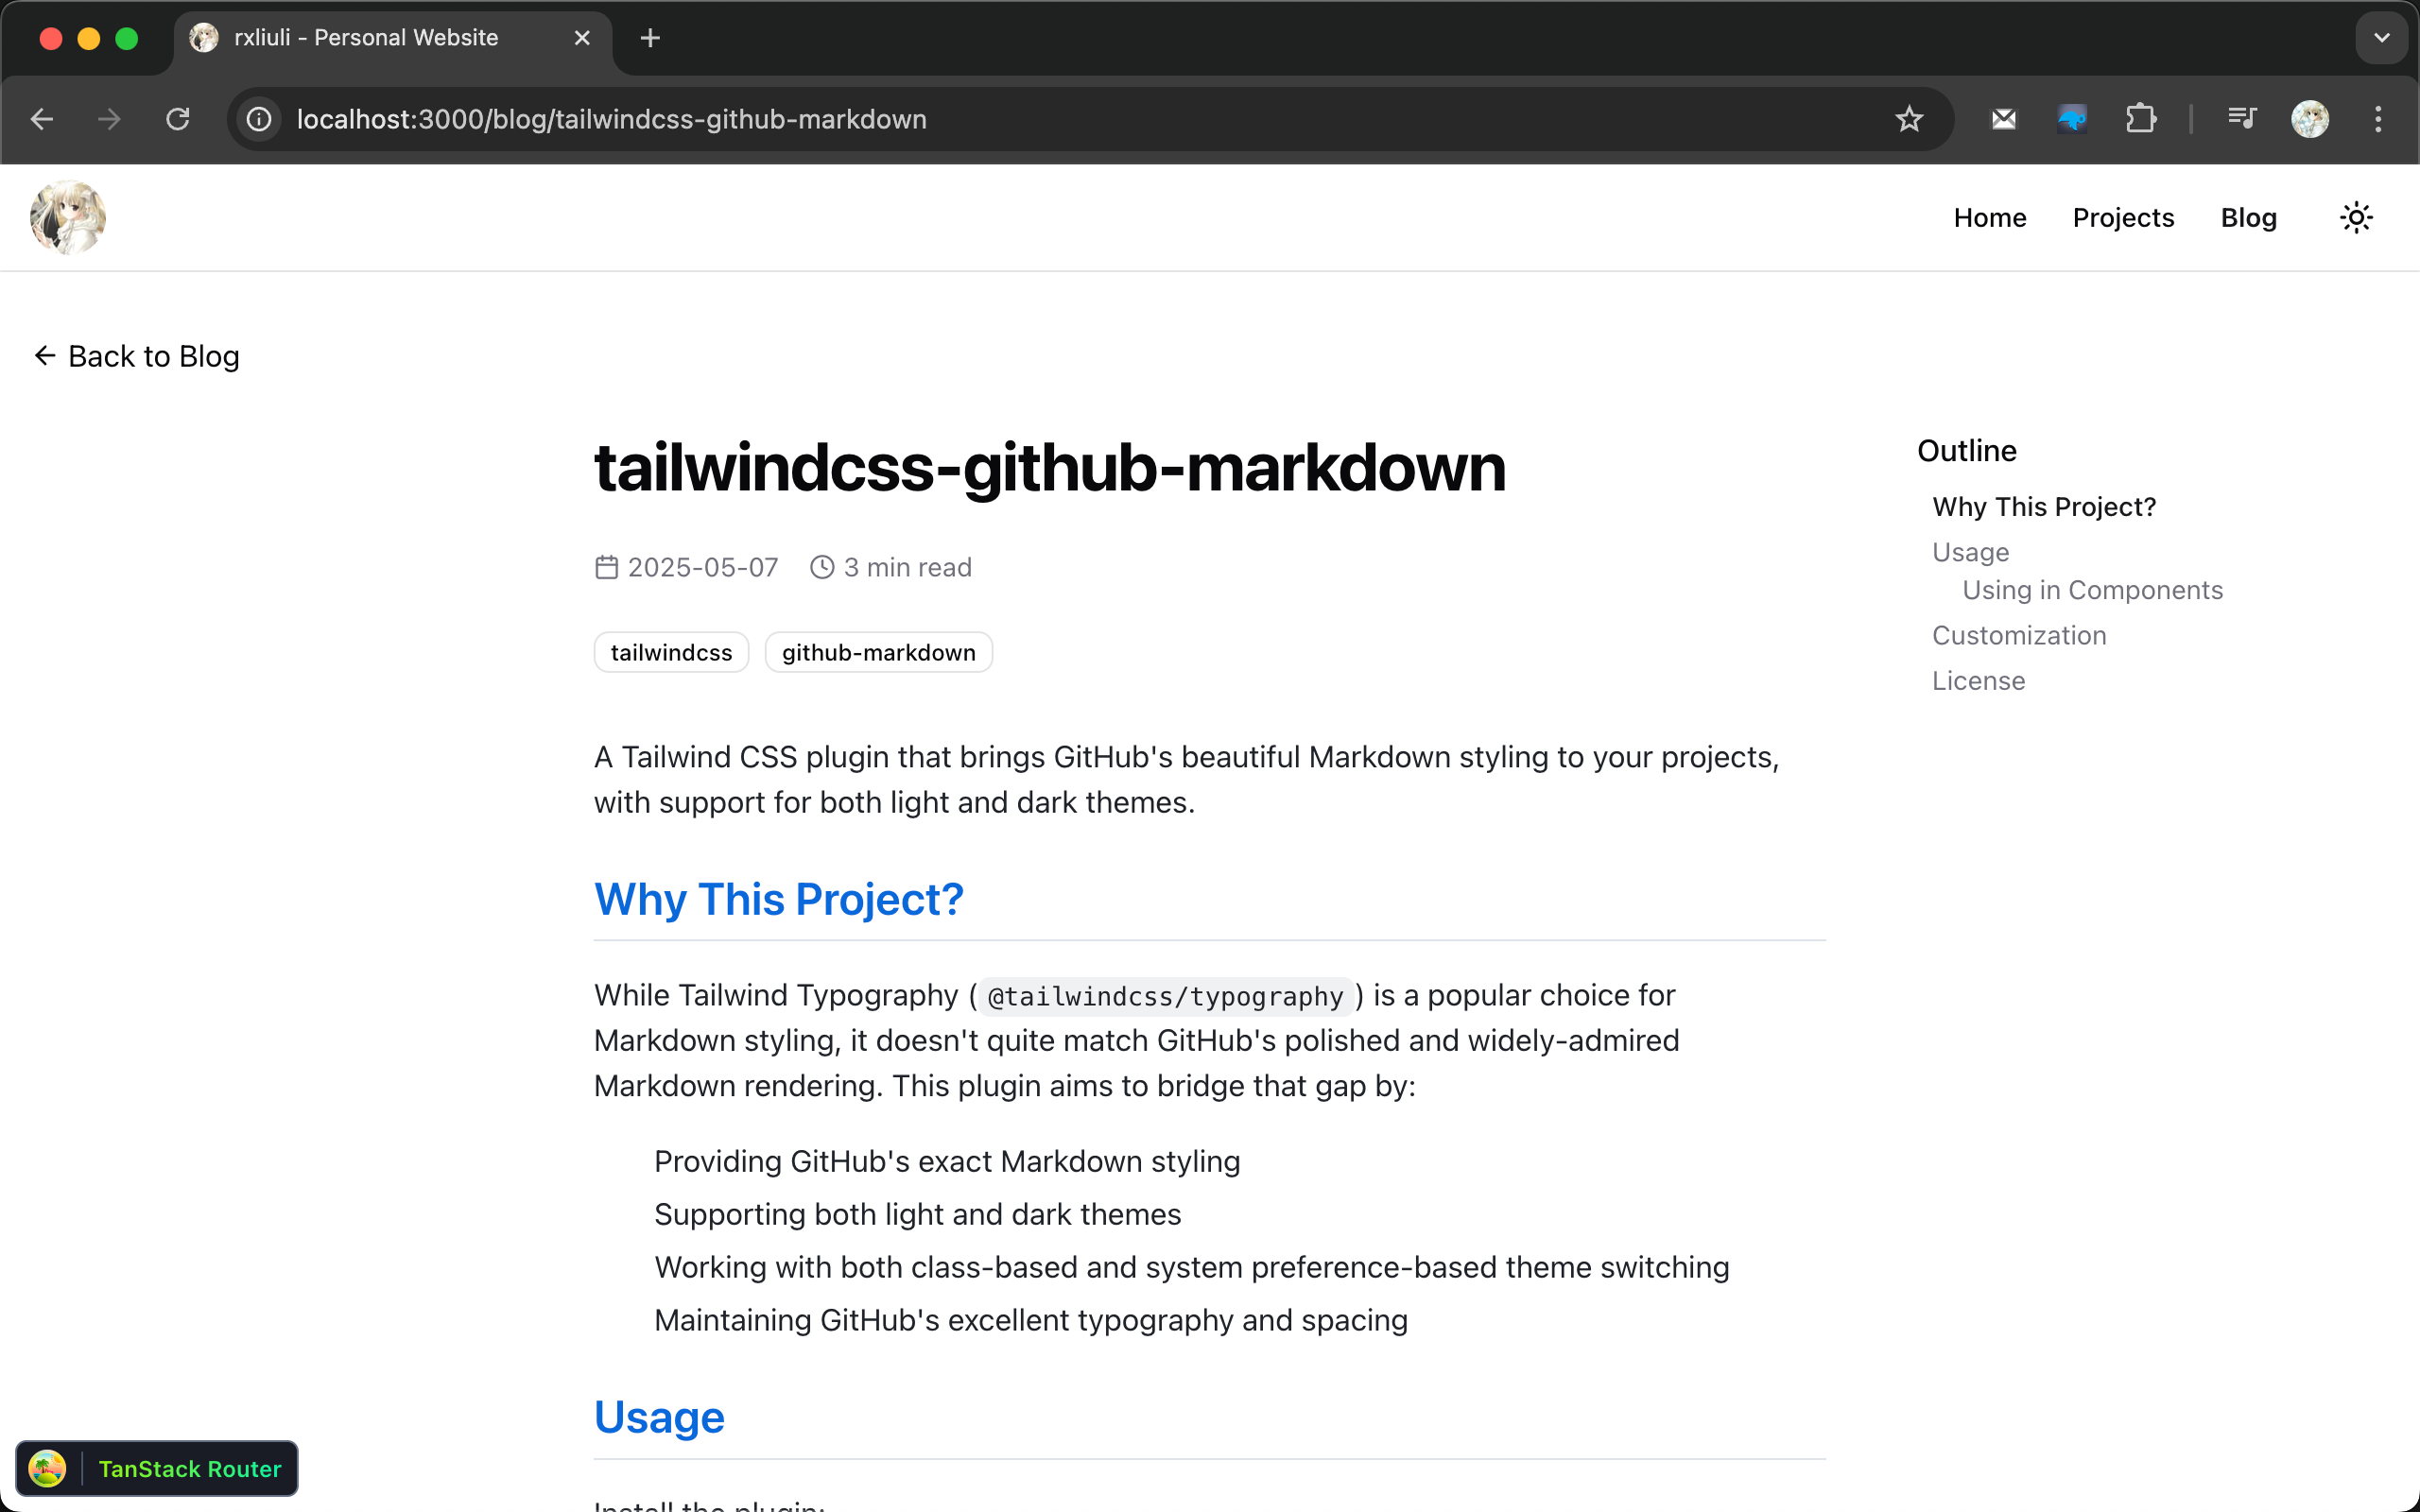 rxliuli - Personal Website
localhost:3000/blog/tailwindcss-github-markdown
Home Projects Blog
Back to Blog
tailwindcss-github-markdown
2025-05-07 3 min read
tailwindcss github-markdown
A Tailwind CSS plugin that brings GitHub's beautiful Markdown styling to your projects,
with support for both light and dark themes.
Why This Project?
While Tailwind Typography (@tailwindcss/typography) is a popular choice for
Markdown styling, it doesn't quite match GitHub's polished and widely-admired
Markdown rendering. This plugin aims to bridge that gap by:
Providing GitHub's exact Markdown styling
Supporting both light and dark themes
Working with both class-based and system preference-based theme switching
Maintaining GitHub's excellent typography and spacing
Usage
Install the plugin:
Outline
Why This Project?
Usage
Using in Components
Customization
License
TanStack Router